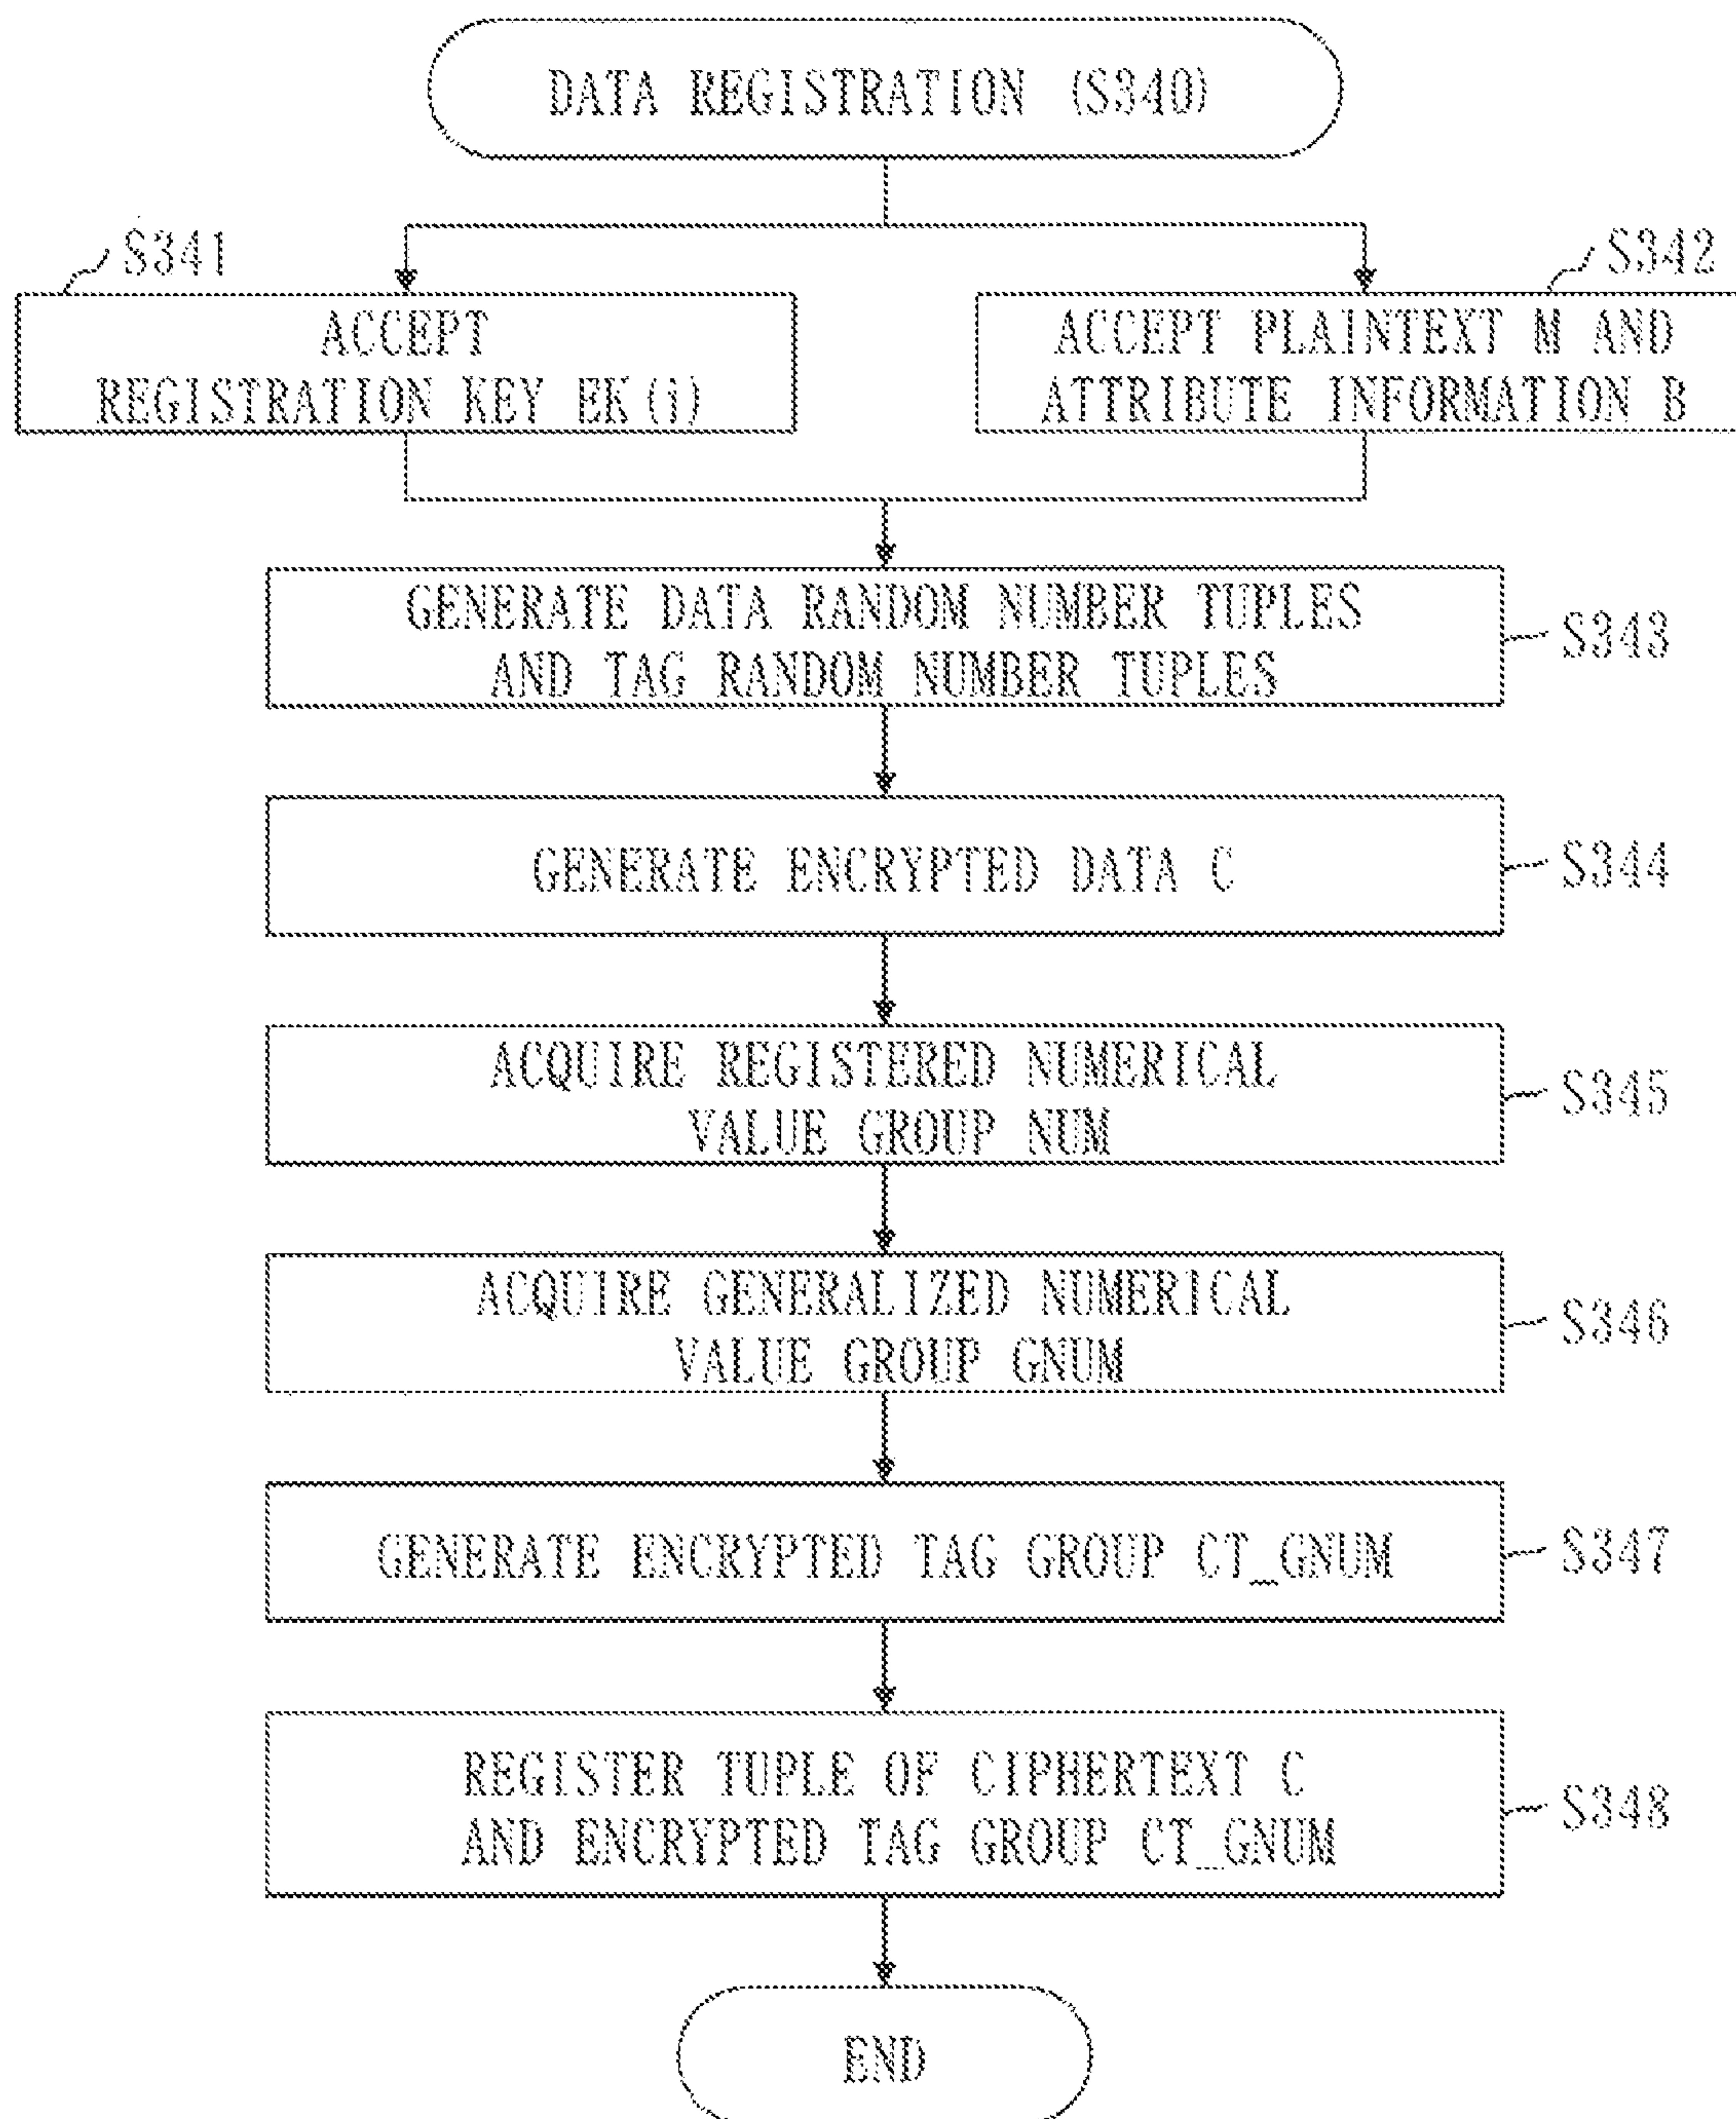 DATA REGISTRATION (S340)
S341
S342
ACCEPT
REGISTRATION KEY EK(j)
ACCEPT PLAINTEXT M AND
ATTRIBUTE INFORMATION B
GENERATE DATA RANDOM NUMBER TUPLES
AND TAG RANDOM NUMBER TUPLES
S343
GENERATE ENCRYPTED DATA C
S344
ACQUIRE REGISTERED NUMERICAL
VALUE GROUP NUM
S345
ACQUIRE GENERALIZED NUMERICAL
VALUE GROUP GNUM
S346
GENERATE ENCRYPTED TAG GROUP CT_GNUM
S347
REGISTER TUPLE OF CIPHERTEXT C
AND ENCRYPTED TAG GROUP CT_GNUM
S348
END